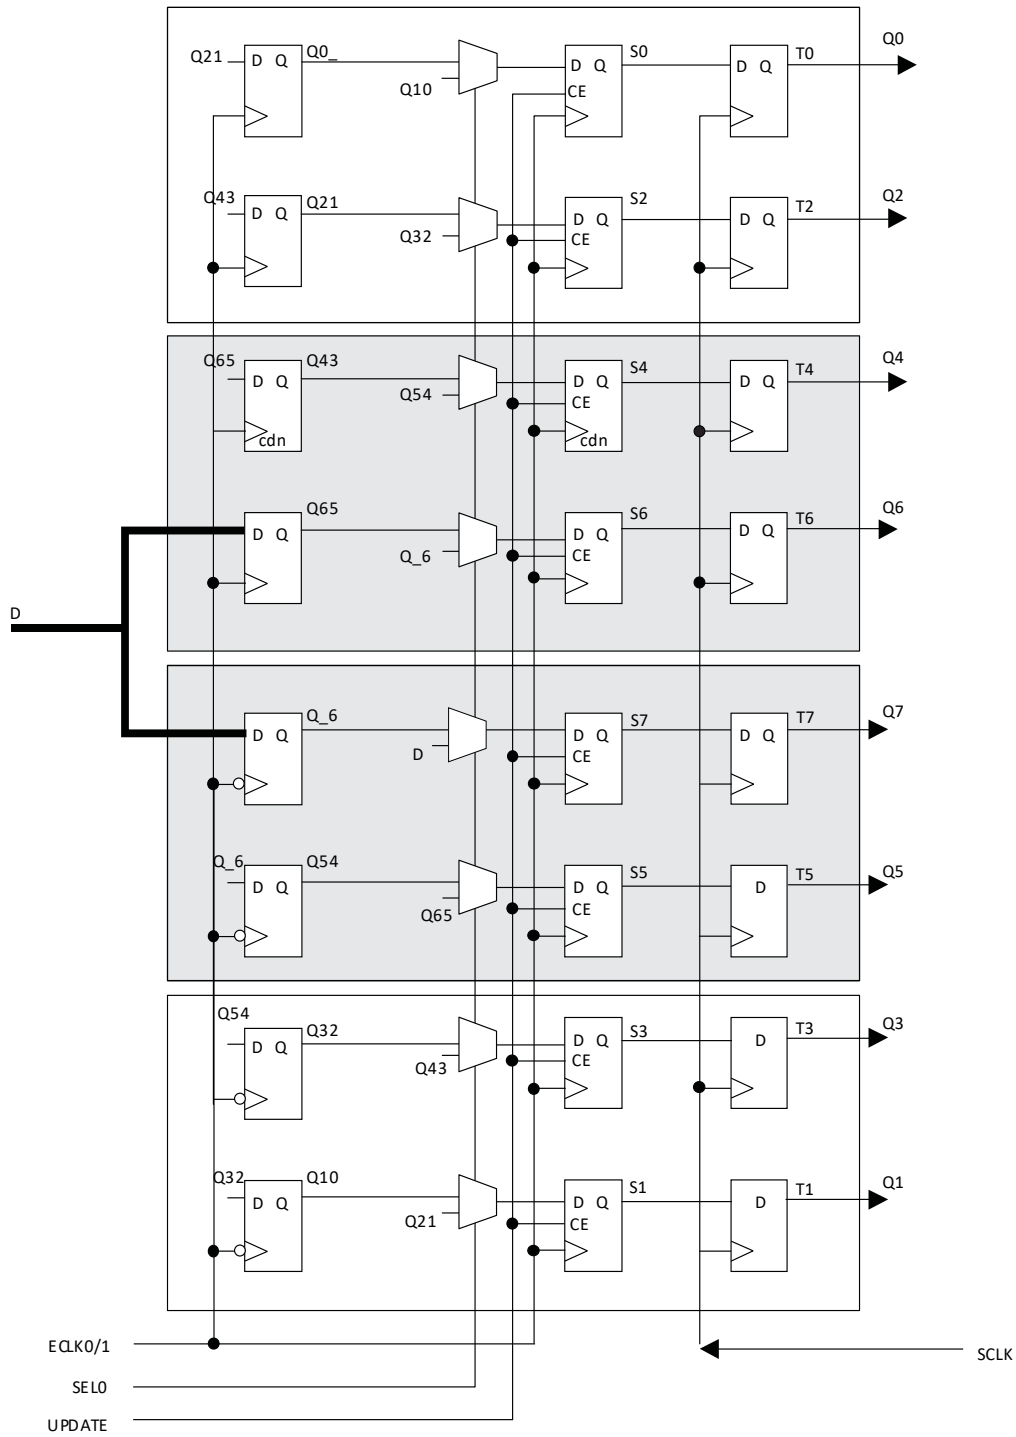 Q21 D Q Q0_ Q10 D Q CE S0 D Q T0 Q0
Q43 D Q Q21 Q32 D Q CE S2 D Q T2 Q2
Q65 D Q cdn Q43 Q54 D Q CE cdn S4 D Q T4 Q4
D Q Q65 Q_6 D Q CE S6 D Q T6 Q6
D
D Q Q_6 D D Q CE S7 D Q T7 Q7
Q_6 D Q Q54 Q65 D Q CE S5 D T5 Q5
Q54 D Q Q32 Q43 D Q CE S3 D T3 Q3
Q32 D Q Q10 Q21 D Q CE S1 D T1 Q1
ECLK0/1
SCLK
SEL0
UPDATE